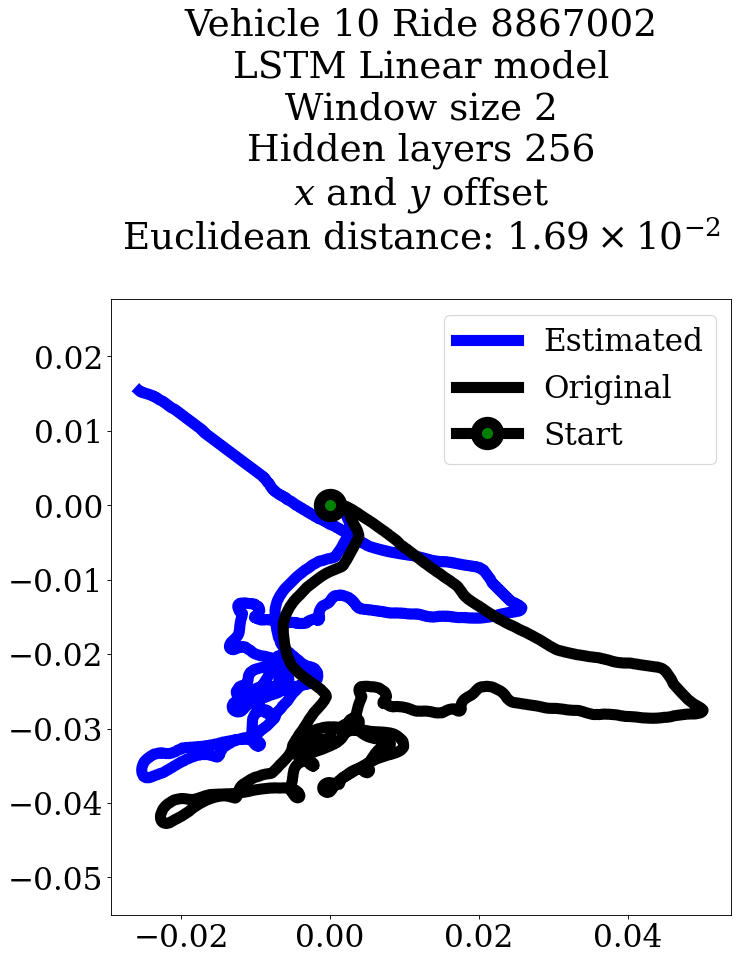 Vehicle 10 Ride 8867002
LSTM Linear model
Window size 2
Hidden layers 256
x and y offset
Euclidean distance: 1.69 × 10⁻²
Estimated
Original
Start
0.02
0.01
0.00
−0.01
−0.02
−0.03
−0.04
−0.05
−0.02 0.00 0.02 0.04